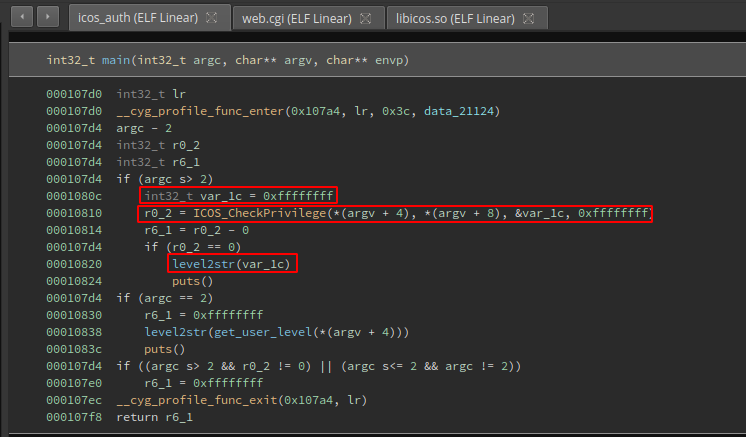 icos_auth (ELF Linear) web.cgi (ELF Linear) libicos.so (ELF Linear)
int32_t main(int32_t argc, char** argv, char** envp)
000107d0 int32_t lr
000107d0 __cyg_profile_func_enter(0x107a4, lr, 0x3c, data_21124)
000107d4 argc - 2
000107d4 int32_t r0_2
000107d4 int32_t r6_1
000107d4 if (argc s> 2)
0001080c int32_t var_1c = 0xffffffff
00010810 r0_2 = ICOS_CheckPrivilege(*(argv + 4), *(argv + 8), &var_1c, 0xffffffff)
00010814 r6_1 = r0_2 - 0
000107d4 if (r0_2 == 0)
00010820 level2str(var_1c)
00010824 puts()
000107d4 if (argc == 2)
00010830 r6_1 = 0xffffffff
00010838 level2str(get_user_level(*(argv + 4)))
0001083c puts()
000107d4 if ((argc s> 2 && r0_2 != 0) || (argc s<= 2 && argc != 2))
000107e0 r6_1 = 0xffffffff
000107ec __cyg_profile_func_exit(0x107a4, lr)
000107f8 return r6_1